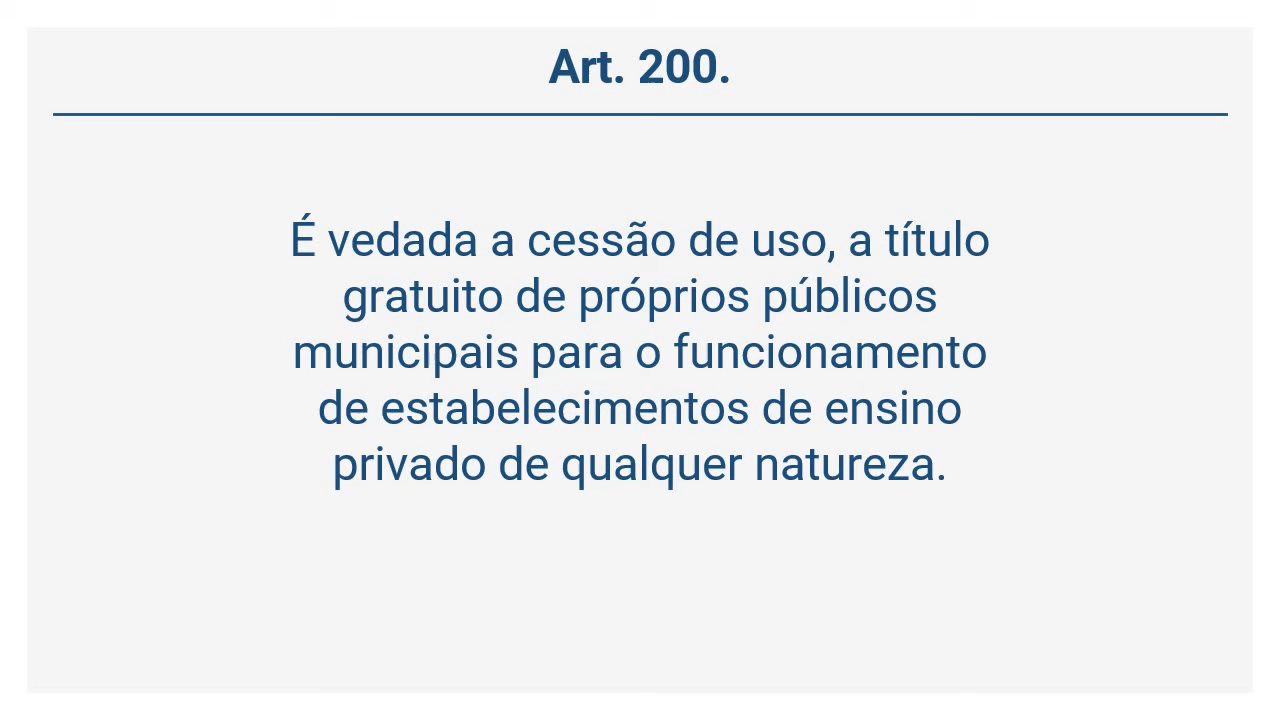 Art. 200.
É vedada a cessão de uso, a título
gratuito de próprios públicos
municipais para o funcionamento
de estabelecimentos de ensino
privado de qualquer natureza.